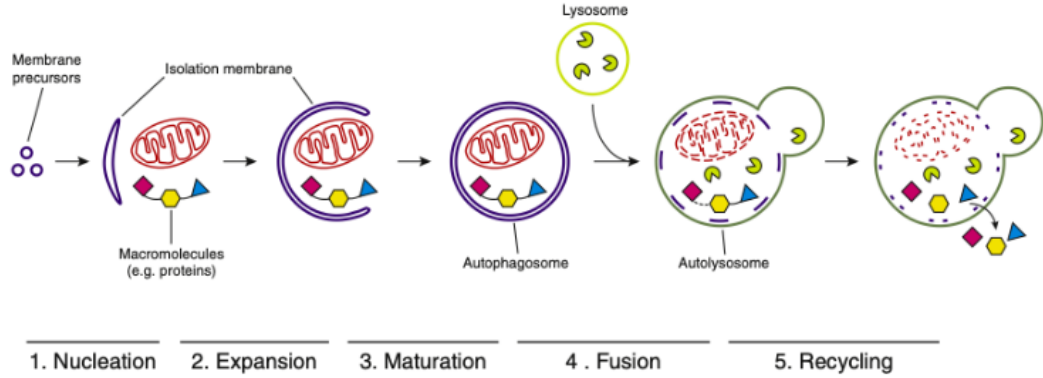 Lysosome
Membrane
precursors
Isolation membrane
Macromolecules
(e.g. proteins)
Autophagosome
Autolysosome
1. Nucleation
2. Expansion
3. Maturation
4 . Fusion
5. Recycling